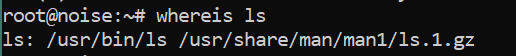 root@noise:~# whereis ls
ls: /usr/bin/ls /usr/share/man/man1/ls.1.gz